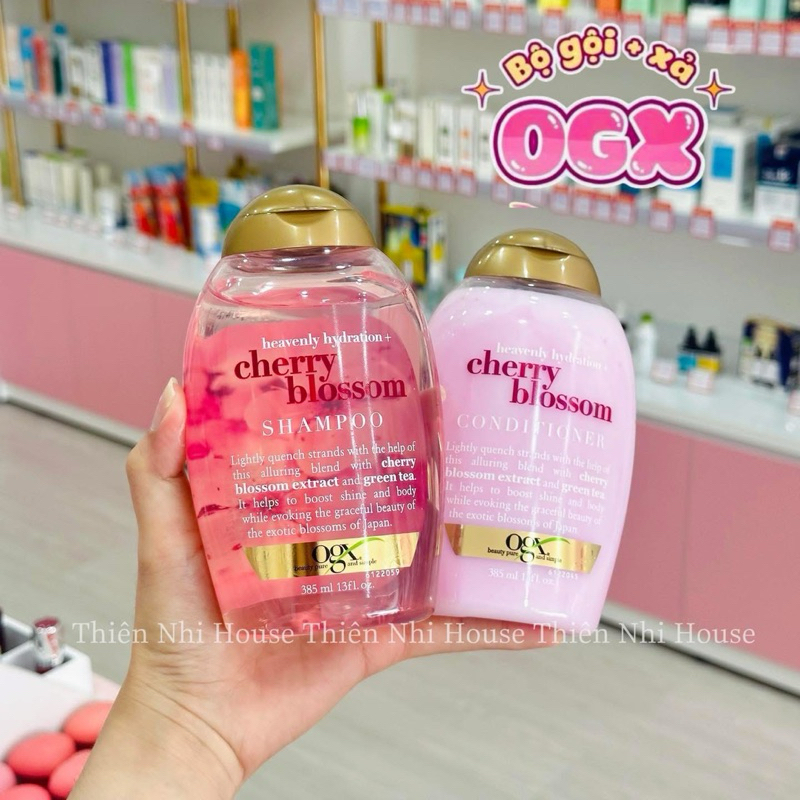 Bộ gội + xả
OGX
heavenly hydration+
cherry
blossom
SHAMPOO
Lightly quench strands with the help of
this alluring blend with cherry
blossom extract and green tea.
It helps to boost shine and body
while evoking the graceful beauty of
the exotic blossoms of Japan.
ogx
beauty pure and simple
385 ml 13fl. oz.
heavenly hydration+
cherry
blossom
CONDITIONER
Lightly quench strands with the help of
this alluring blend with cherry
blossom extract and green tea.
It helps to boost shine and body
while evoking the graceful beauty of
the exotic blossoms of Japan.
ogx
beauty pure and simple
385 ml 13fl. oz.
Thiên Nhi House Thiên Nhi House Thiên Nhi House